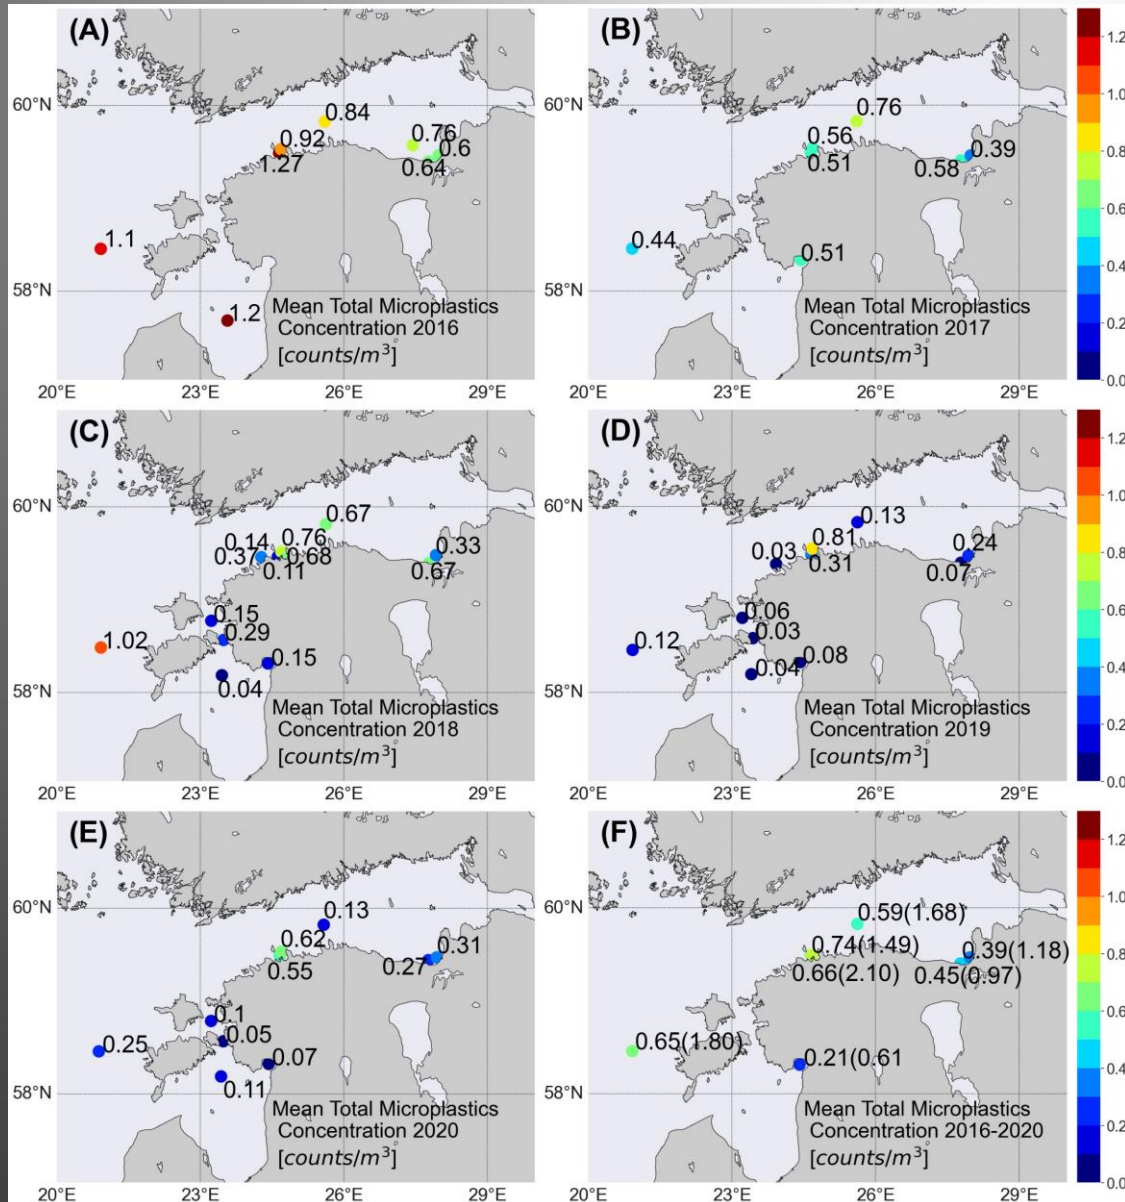 (A)
0.84
0.92
0.76
0.6
1.27
0.64
1.1
1.2
Mean Total Microplastics
Concentration 2016
[counts/m³]
60°N
58°N
20°E 23°E 26°E 29°E
(B)
0.76
0.56
0.51
0.39
0.58
0.44
0.51
Mean Total Microplastics
Concentration 2017
[counts/m³]
20°E 23°E 26°E 29°E
1.2
1.0
0.8
0.6
0.4
0.2
0.0
(C)
0.67
0.14 0.76
0.33
0.37 0.68
0.11
0.67
0.15
0.29
1.02
0.15
0.04
Mean Total Microplastics
Concentration 2018
[counts/m³]
60°N
58°N
20°E 23°E 26°E 29°E
(D)
0.13
0.81
0.24
0.03 0.31
0.07
0.06
0.03
0.12
0.08
0.04
Mean Total Microplastics
Concentration 2019
[counts/m³]
20°E 23°E 26°E 29°E
1.2
1.0
0.8
0.6
0.4
0.2
0.0
(E)
0.13
0.62
0.31
0.55
0.27
0.1
0.05
0.25
0.07
0.11
Mean Total Microplastics
Concentration 2020
[counts/m³]
60°N
58°N
20°E 23°E 26°E 29°E
(F)
0.59(1.68)
0.74(1.49)
0.39(1.18)
0.66(2.10)
0.45(0.97)
0.65(1.80)
0.21(0.61
Mean Total Microplastics
Concentration 2016-2020
[counts/m³]
20°E 23°E 26°E 29°E
1.2
1.0
0.8
0.6
0.4
0.2
0.0